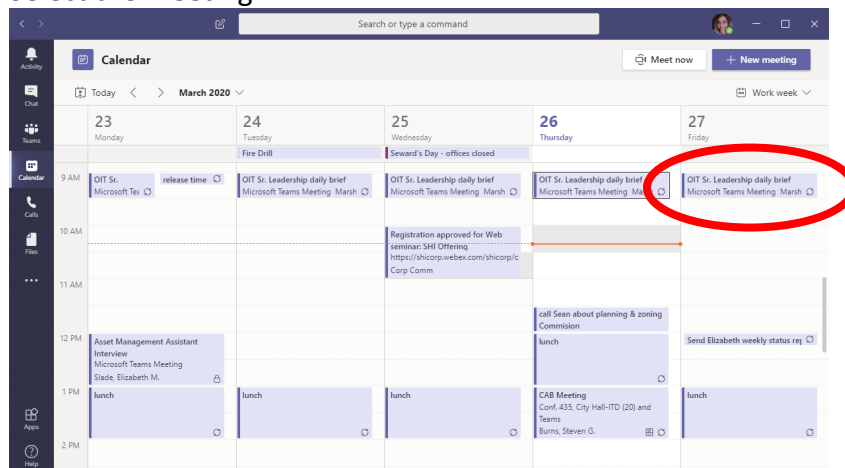 Search or type a command
Activity
Chat
Teams
Calendar
Calls
Files
Apps
Help
Calendar
Meet now
+ New meeting
Today
March 2020
Work week
23
Monday
24
Tuesday
25
Wednesday
26
Thursday
27
Friday
Fire Drill
Seward's Day - offices closed
9 AM
10 AM
11 AM
12 PM
1 PM
2 PM
OIT Sr.
Microsoft Te
release time
OIT Sr. Leadership daily brief
Microsoft Teams Meeting Marsh
OIT Sr. Leadership daily brief
Microsoft Teams Meeting Marsh
OIT Sr. Leadership daily brief
Microsoft Teams Meeting Ma
OIT Sr. Leadership daily brief
Microsoft Teams Meeting Marsh
Registration approved for Web
seminar: SHI Offering
https://shicorp.webex.com/shicorp/
Corp Comm
call Sean about planning & zoning
Commision
Asset Management Assistant
Interview
Microsoft Teams Meeting
Slade, Elizabeth M.
lunch
Send Elizabeth weekly status re
lunch
lunch
lunch
CAB Meeting
Conf. 435, City Hall-ITD (20) and
Teams
Burns, Steven G.
lunch